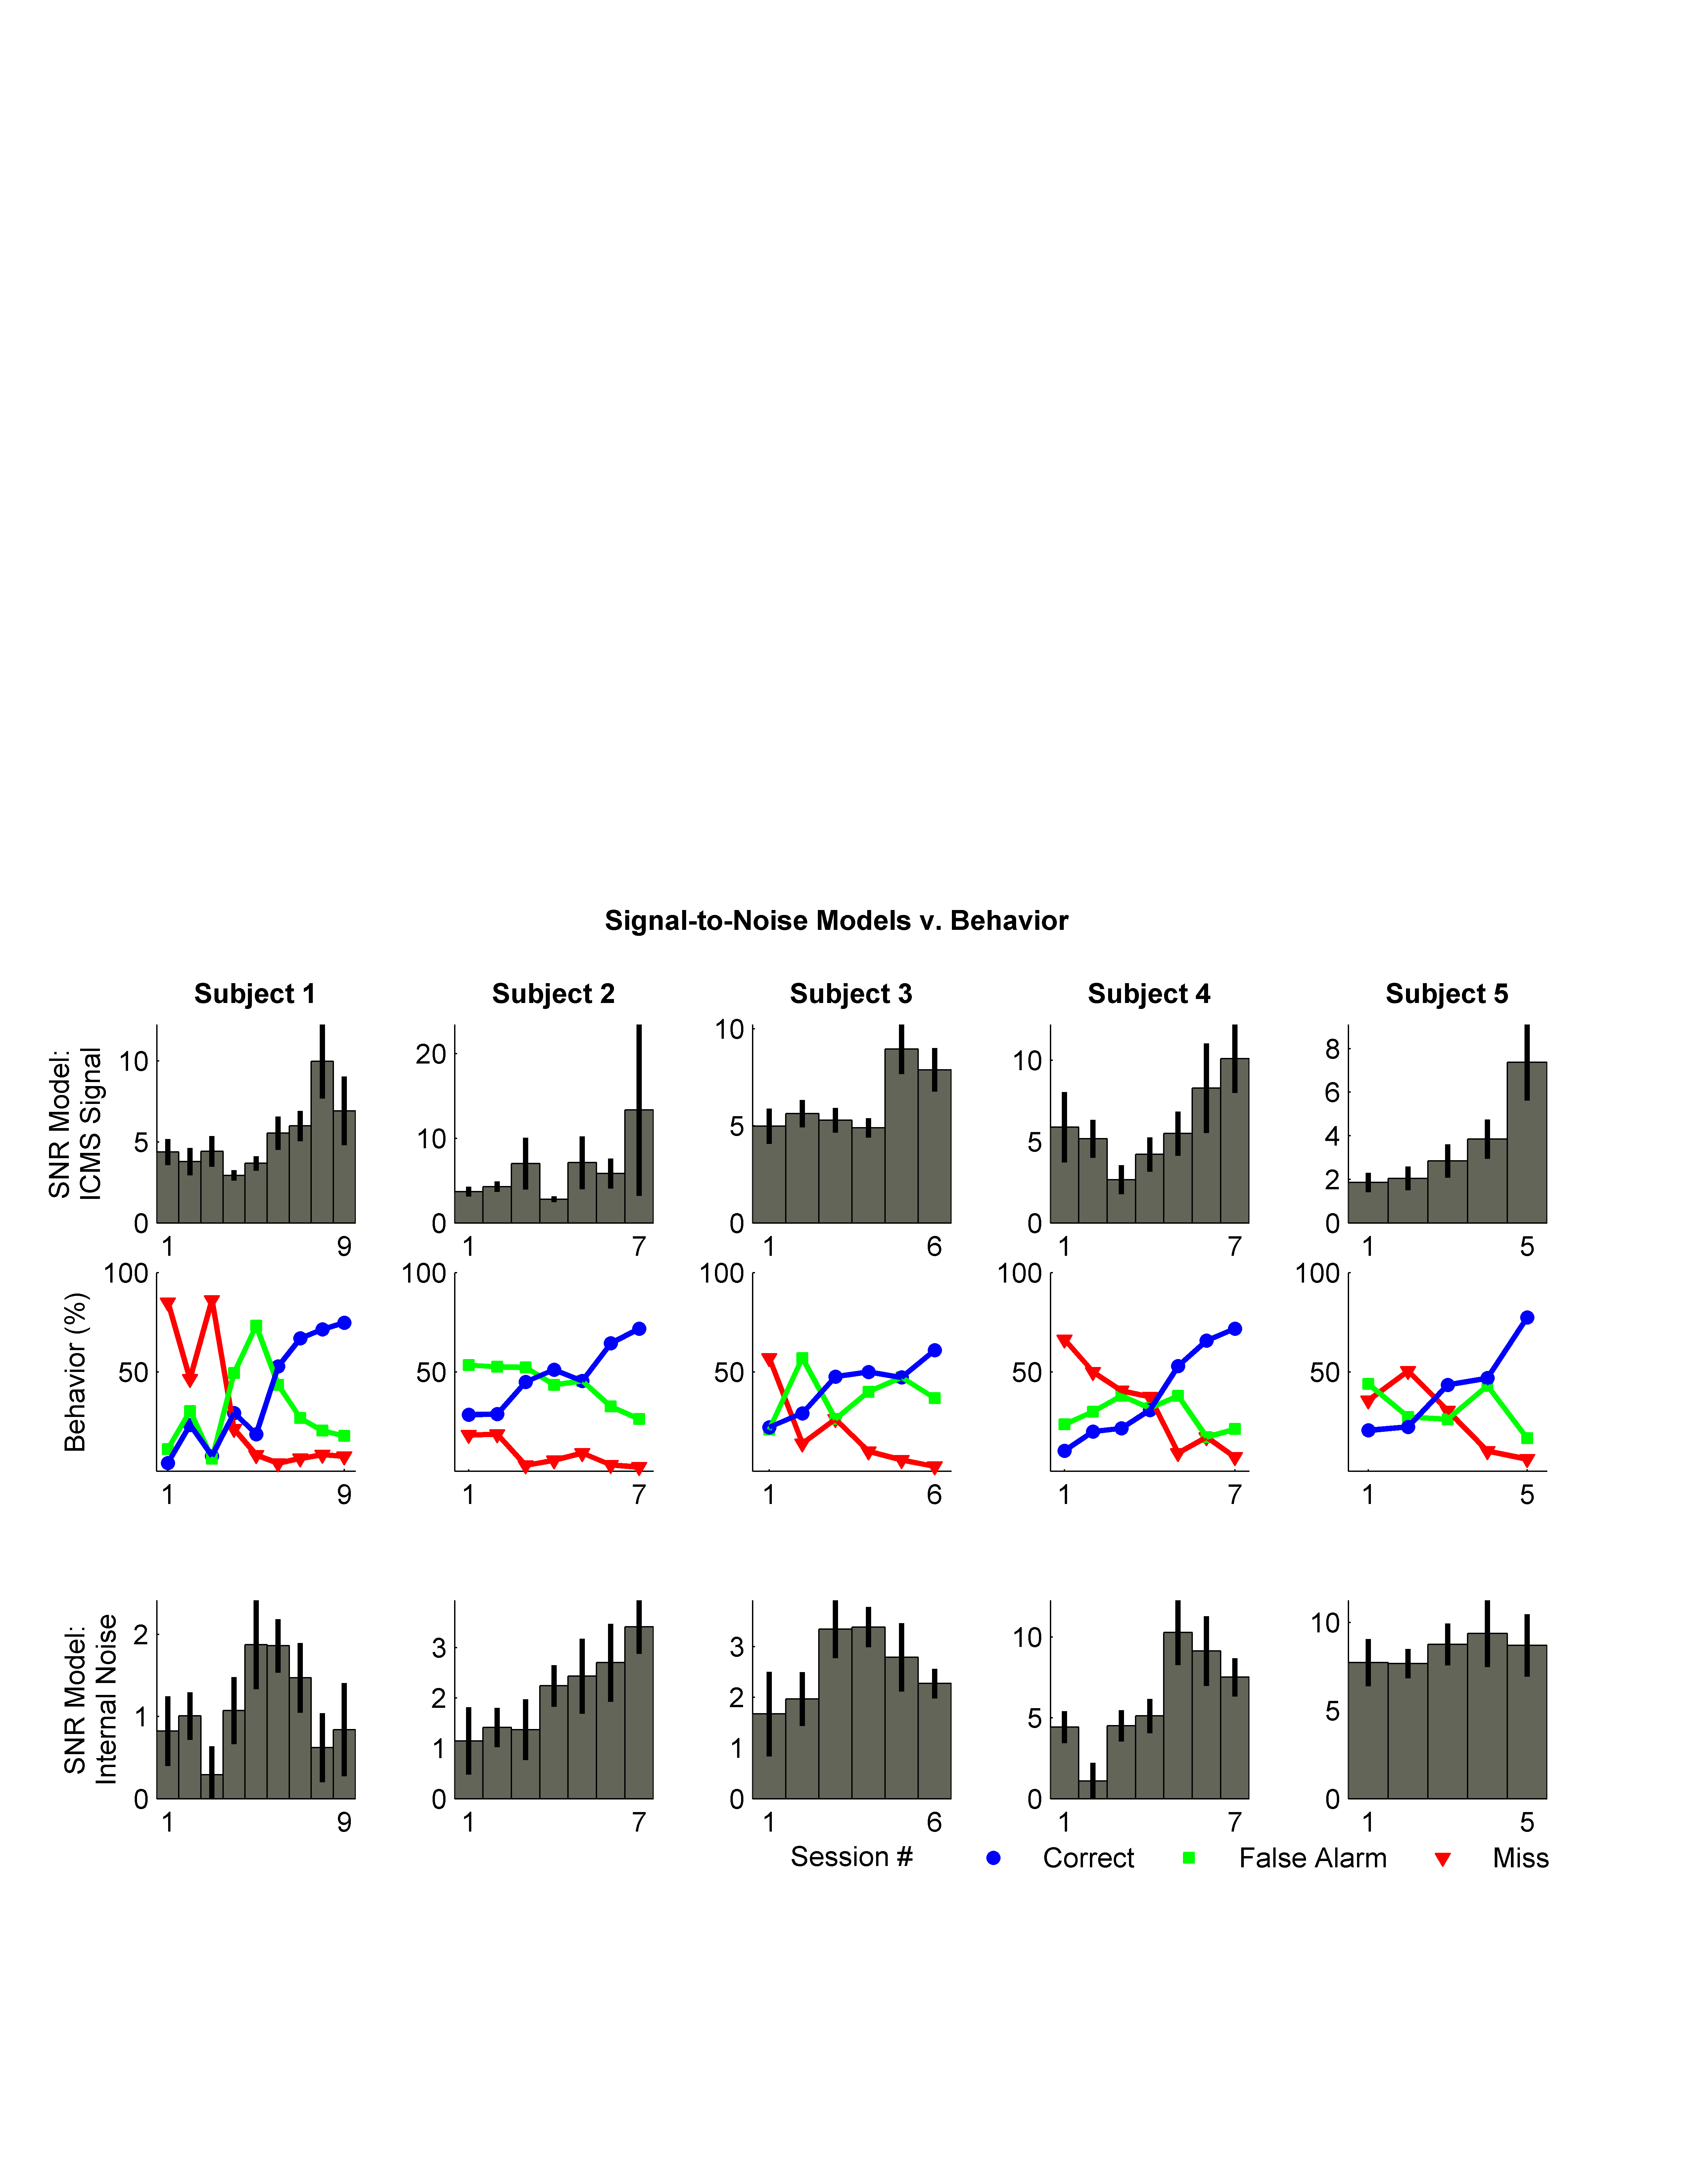 Signal-to-Noise Models v. Behavior
Subject 1 Subject 2 Subject 3 Subject 4 Subject 5
SNR Model:
ICMS Signal
10 5 0 1 9
20 10 0 1 7
10 5 0 1 6
10 5 0 1 7
8 6 4 2 0 1 5
Behavior (%)
100 50 1 9
100 50 1 7
100 50 1 6
100 50 1 7
100 50 1 5
SNR Model:
Internal Noise
2 1 0 1 9
3 2 1 0 1 7
3 2 1 0 1 6
10 5 0 1 7
10 5 0 1 5
Session # Correct False Alarm Miss